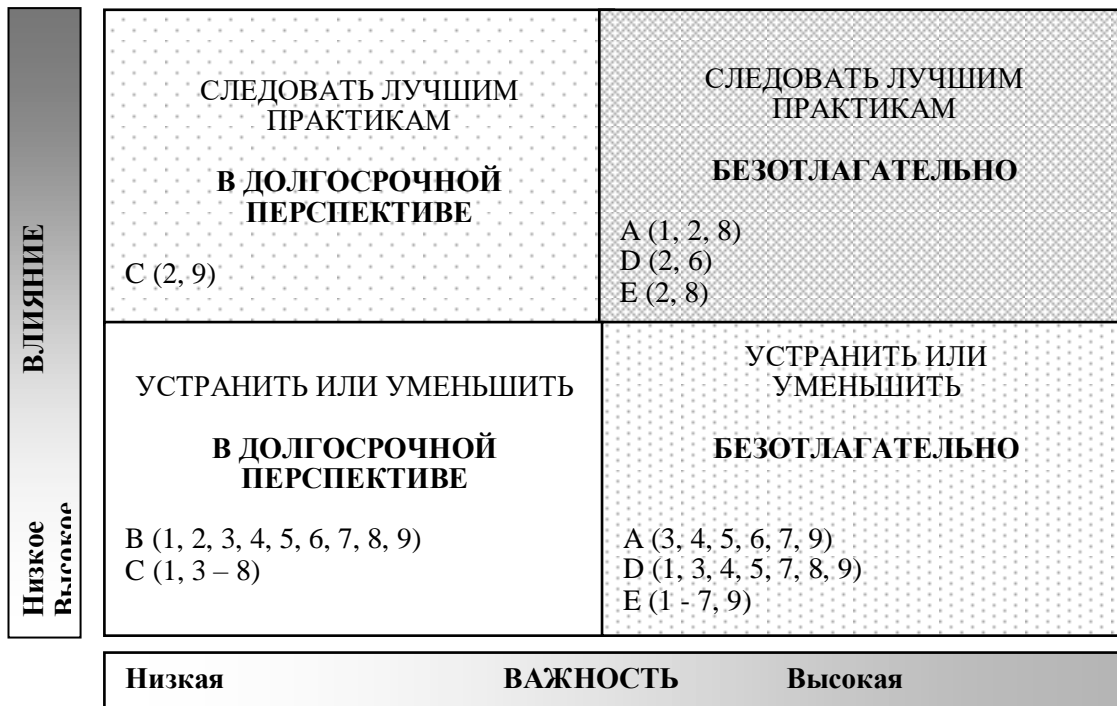 ВЛИЯНИЕ
Низкое
Высокое
СЛЕДОВАТЬ ЛУЧШИМ
ПРАКТИКАМ
В ДОЛГОСРОЧНОЙ
ПЕРСПЕКТИВЕ
С (2, 9)
СЛЕДОВАТЬ ЛУЧШИМ
ПРАКТИКАМ
БЕЗОТЛАГАТЕЛЬНО
A (1, 2, 8)
D (2, 6)
E (2, 8)
УСТРАНИТЬ ИЛИ УМЕНЬШИТЬ
В ДОЛГОСРОЧНОЙ
ПЕРСПЕКТИВЕ
B (1, 2, 3, 4, 5, 6, 7, 8, 9)
C (1, 3 – 8)
УСТРАНИТЬ ИЛИ
УМЕНЬШИТЬ
БЕЗОТЛАГАТЕЛЬНО
A (3, 4, 5, 6, 7, 9)
D (1, 3, 4, 5, 7, 8, 9)
E (1 - 7, 9)
Низкая ВАЖНОСТЬ Высокая